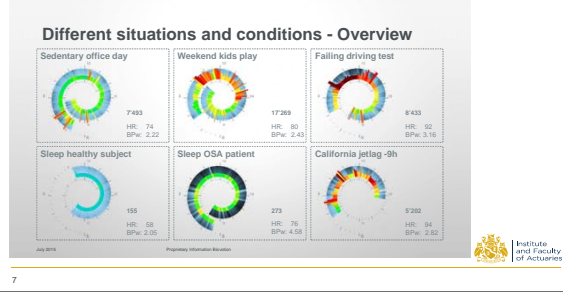 Different situations and conditions - Overview
Sedentary office day
7'493
HR: 74
BPw: 2.22
Weekend kids play
17'269
HR: 80
BPw: 2.43
Failing driving test
8'433
HR: 92
BPw: 3.16
Sleep healthy subject
155
HR: 58
BPw: 2.05
Sleep OSA patient
273
HR: 76
BPw: 4.58
California jetlag -9h
5'202
HR: 94
BPw: 2.82
July 2015
Proprietary Information Biovotion
Institute
and Faculty
of Actuaries
7